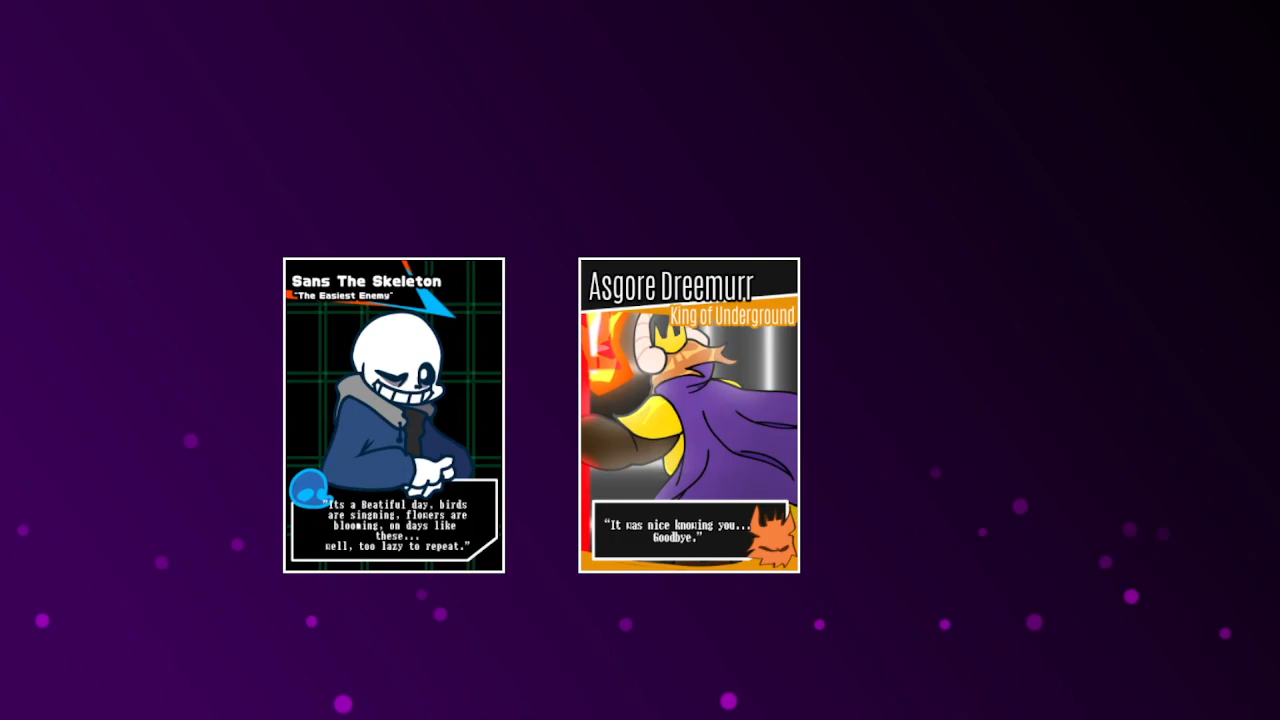 Sans The Skeleton
"The Easiest Enemy"
"Its a Beatiful day, birds
are singning, flowers are
blooming, on days like
these...
well, too lazy to repeat."
Asgore Dreemurr
King of Underground
“It was nice knowing you...
Goodbye.”